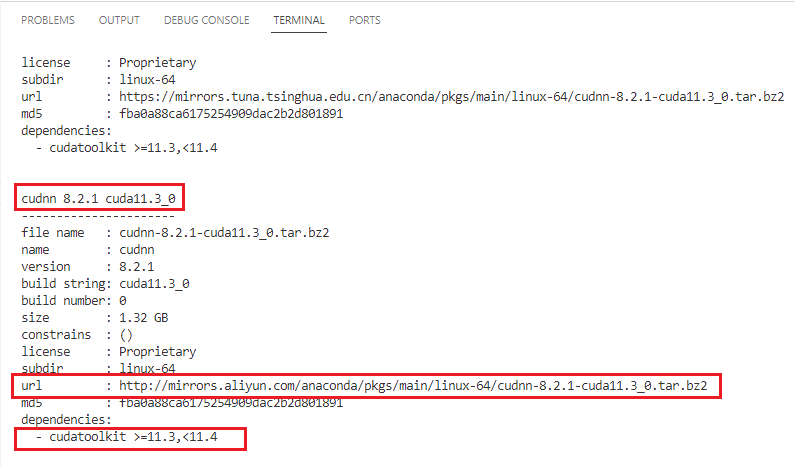 PROBLEMS OUTPUT DEBUG CONSOLE TERMINAL PORTS
license     : Proprietary
subdir      : linux-64
url         : https://mirrors.tuna.tsinghua.edu.cn/anaconda/pkgs/main/linux-64/cudnn-8.2.1-cuda11.3_0.tar.bz2
md5         : fba0a88ca6175254909dac2b2d801891
dependencies:
  - cudatoolkit >=11.3,<11.4
cudnn 8.2.1 cuda11.3_0
----------------------
file name   : cudnn-8.2.1-cuda11.3_0.tar.bz2
name        : cudnn
version     : 8.2.1
build string: cuda11.3_0
build number: 0
size        : 1.32 GB
constrains  : ()
license     : Proprietary
subdir      : linux-64
url         : http://mirrors.aliyun.com/anaconda/pkgs/main/linux-64/cudnn-8.2.1-cuda11.3_0.tar.bz2
md5         : fba0a88ca6175254909dac2b2d801891
dependencies:
  - cudatoolkit >=11.3,<11.4